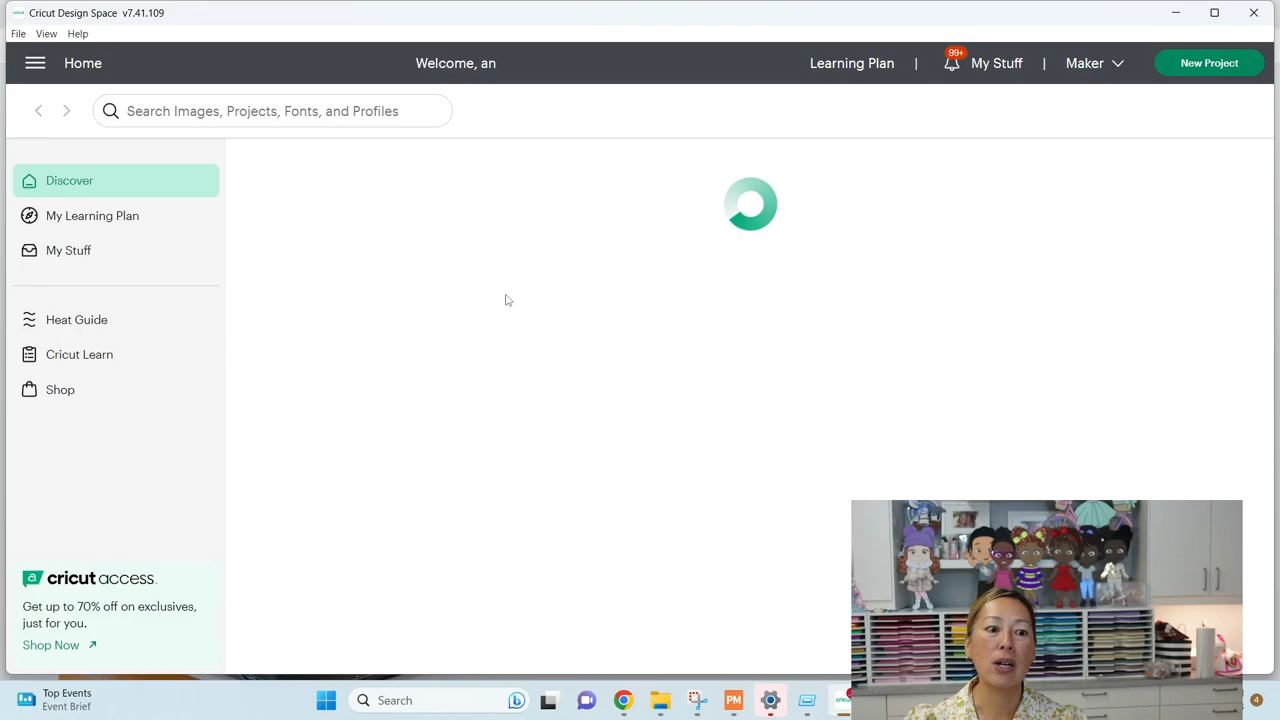 Cricut Design Space v7.41.109
File View Help
Home
Welcome, an
Learning Plan | 99+ My Stuff | Maker
New Project
Search Images, Projects, Fonts, and Profiles
Discover
My Learning Plan
My Stuff
Heat Guide
Cricut Learn
Shop
a cricut access.
Get up to 70% off on exclusives,
just for you.
Shop Now
Top Events
Event Brief
Search
PM
4